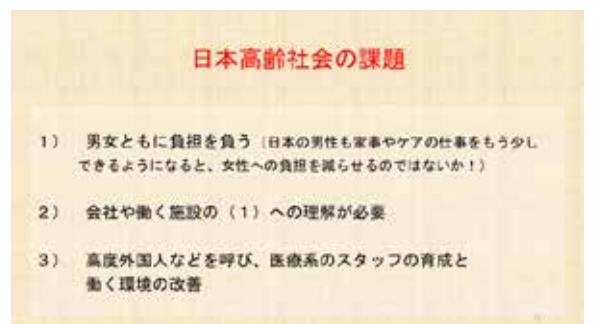 日本高齢社会の課題
1) 男女ともに負担を負う（日本の男性も家事やケアの仕事をもう少し
できるようになると、女性への負担を減らせるのではないか！）
2) 会社や働く施設の（1）への理解が必要
3) 高度外国人などを呼び、医療系のスタッフの育成と
働く環境の改善